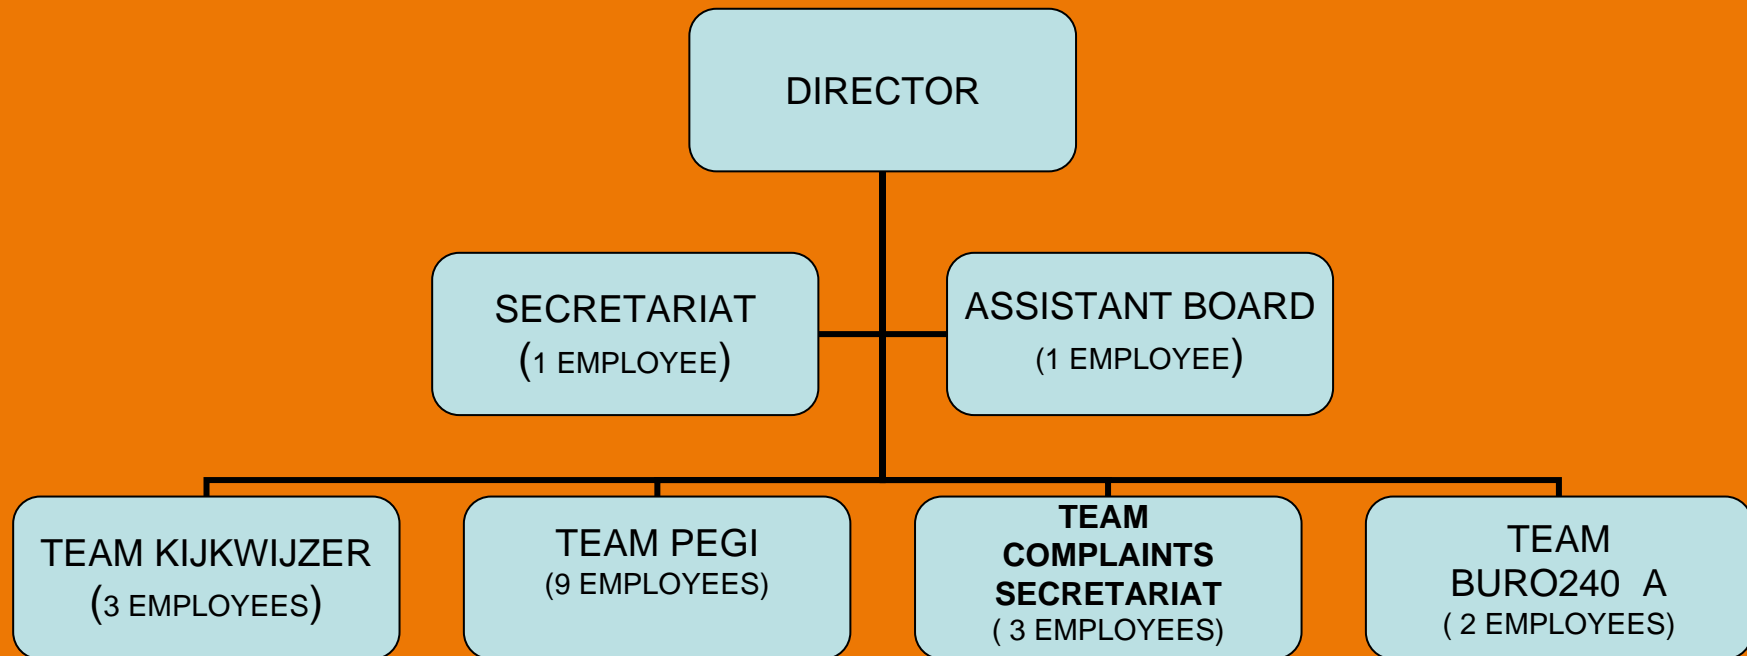 DIRECTOR
SECRETARIAT
(1 EMPLOYEE)
ASSISTANT BOARD
(1 EMPLOYEE)
TEAM KIJKWIJZER
(3 EMPLOYEES)
TEAM PEGI
(9 EMPLOYEES)
TEAM
COMPLAINTS
SECRETARIAT
( 3 EMPLOYEES)
TEAM
BURO240 A
( 2 EMPLOYEES)